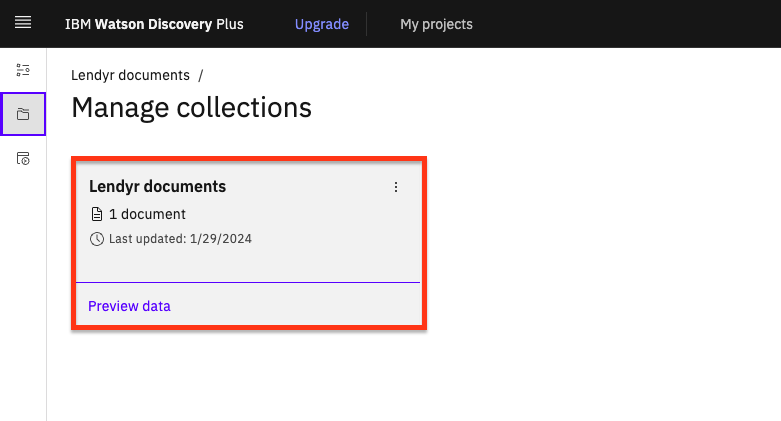 IBM Watson Discovery Plus Upgrade My projects
Lendyr documents /
Manage collections
Lendyr documents
1 document
Last updated: 1/29/2024
Preview data